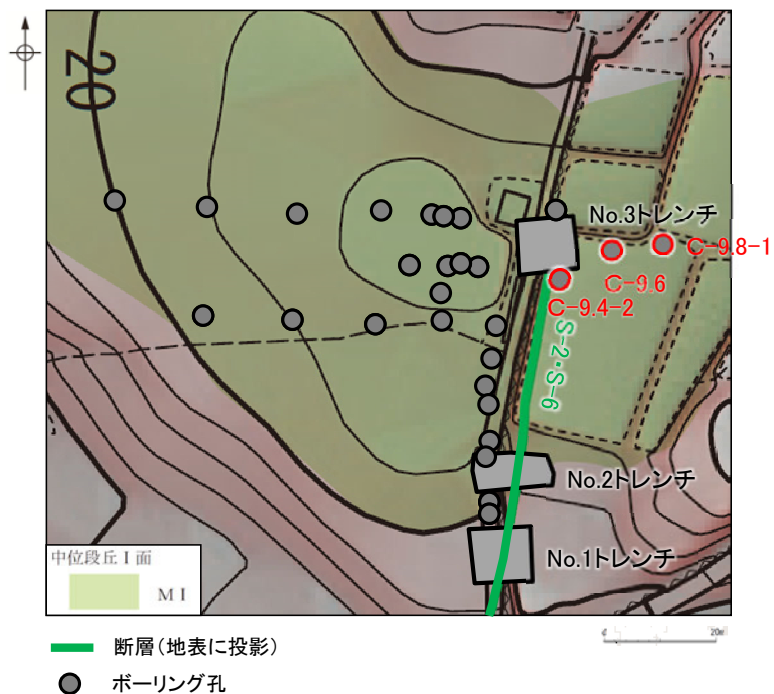 20
No.3トレンチ
C-9.8-1
C-9.6
C-9.4-2
S-2・S-6
No.2トレンチ
No.1トレンチ
中位段丘Ⅰ面
MⅠ
断層(地表に投影)
20m
ボーリング孔